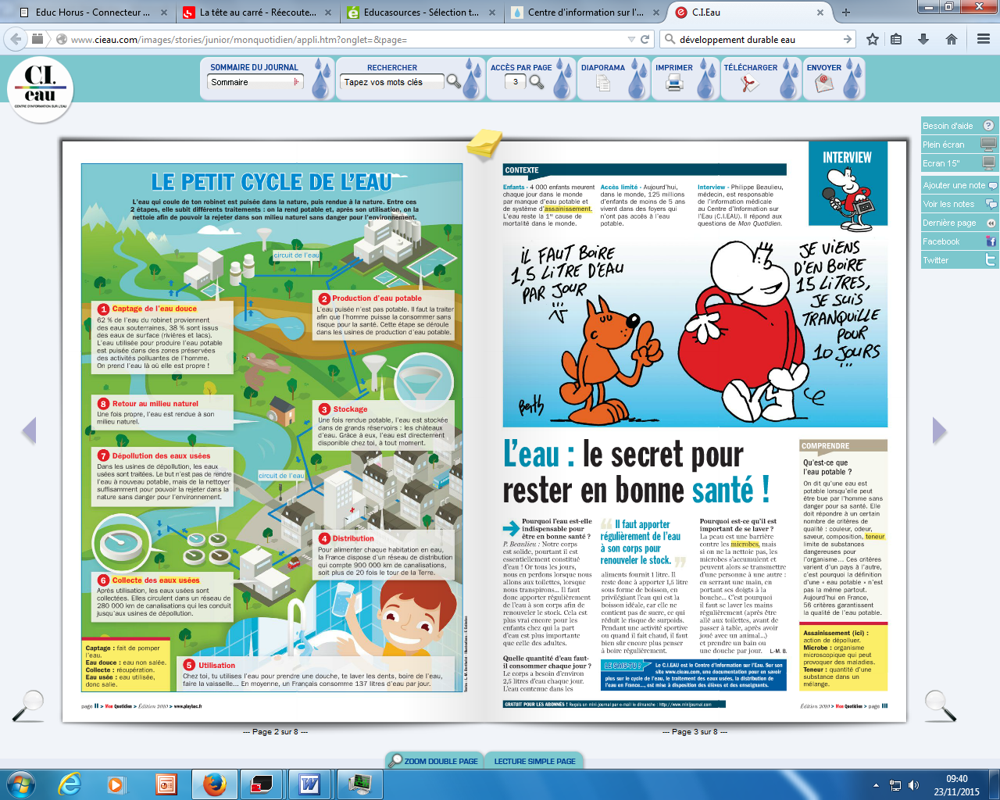 Educ Horus - Connecteur ...
La tête au carré - Réécoute...
Educasources - Sélection t...
Centre d'information sur l'...
C.I.Eau
www.cieau.com/images/stories/junior/monquotidien/appli.htm?onglet=&page=
développement durable eau
C.I. eau
CENTRE D'INFORMATION SUR L'EAU
SOMMAIRE DU JOURNAL
Sommaire
RECHERCHER
Tapez vos mots clés
ACCÈS PAR PAGE
3
DIAPORAMA
IMPRIMER
TÉLÉCHARGER
ENVOYER
Besoin d'aide
Plein écran
Ecran 15"
Ajouter une note
Voir les notes
Dernière page
Facebook
Twitter
LE PETIT CYCLE DE L'EAU
L'eau qui coule de ton robinet est puisée dans la nature, puis rendue à la nature. Entre ces
2 étapes, elle subit différents traitements : on la rend potable et, après son utilisation, on la
nettoie afin de pouvoir la rejeter dans son milieu naturel sans danger pour l'environnement.
circuit de l'eau
1 Captage de l'eau douce
62 % de l'eau du robinet proviennent
des eaux souterraines, 38 % sont issus
des eaux de surface (rivières et lacs).
L'eau utilisée pour produire l'eau potable
est puisée dans des zones préservées
des activités polluantes de l'homme.
On prend l'eau là où elle est propre !
2 Production d'eau potable
L'eau puisée n'est pas potable. Il faut la traiter
afin que l'homme puisse la consommer sans
risque pour la santé. Cette étape se déroule
dans les usines de production d'eau potable.
8 Retour au milieu naturel
Une fois propre, l'eau est rendue à son
milieu naturel.
3 Stockage
Une fois rendue potable, l'eau est stockée
dans de grands réservoirs : les châteaux
d'eau. Grâce à eux, l'eau est directement
disponible chez toi, à tout moment.
7 Dépollution des eaux usées
Dans les usines de dépollution, les eaux
usées sont traitées. Le but n'est pas de rendre
l'eau à nouveau potable, mais de la nettoyer
suffisamment pour pouvoir la rejeter dans la
nature sans danger pour l'environnement.
circuit de l'eau
4 Distribution
Pour alimenter chaque habitation en eau,
la France dispose d'un réseau de distribution
qui compte 900 000 km de canalisations,
soit plus de 20 fois le tour de la Terre.
6 Collecte des eaux usées
Après utilisation, les eaux usées sont
collectées. Elles circulent dans un réseau de
280 000 km de canalisations qui les conduit
jusqu'aux usines de dépollution.
Captage : fait de pomper
l'eau.
Eau douce : eau non salée.
Collecte : récupération.
Eau usée : eau utilisée,
donc salie.
5 Utilisation
Chez toi, tu utilises l'eau pour prendre une douche, te laver les dents, boire de l'eau,
faire la vaisselle... En moyenne, un Français consomme 137 litres d'eau par jour.
page II > Mon Quotidien > Édition 2010 > www.playbac.fr
--- Page 2 sur 8 ---
CONTEXTE
Enfants - 4 000 enfants meurent
chaque jour dans le monde
par manque d'eau potable et
de système d'assainissement.
L'eau reste la 1re cause de
mortalité dans le monde.
Accès limité - Aujourd'hui,
dans le monde, 125 millions
d'enfants de moins de 5 ans
vivent dans des foyers qui
n'ont pas accès à l'eau
potable.
Interview - Philippe Beaulieu,
médecin, est responsable
de l'information médicale
au Centre d'Information sur
l'Eau (C.I.EAU). Il répond aux
questions de Mon Quotidien.
INTERVIEW
IL FAUT BOIRE
1,5 LITRE D'EAU
PAR JOUR
JE VIENS
D'EN BOIRE
15 LITRES,
JE SUIS
TRANQUILLE
POUR
10 JOURS
Berth
L'eau : le secret pour
rester en bonne santé !
Pourquoi l'eau est-elle
indispensable pour
être en bonne santé ?
P. Beaulieu : Notre corps
est solide, pourtant il est
essentiellement constitué
d'eau ! Or tous les jours,
nous en perdons lorsque nous
allons aux toilettes, lorsque
nous transpirons... Il faut
donc apporter régulièrement
de l'eau à son corps afin de
renouveler le stock. Cela est
plus vrai encore pour les
enfants chez qui la part
d'eau est plus importante
que celle des adultes.
Quelle quantité d'eau faut-
il consommer chaque jour ?
Le corps a besoin d'environ
2,5 litres d'eau chaque jour.
L'eau contenue dans les
“ Il faut apporter
régulièrement de l'eau
à son corps pour
renouveler le stock. ”
aliments fournit 1 litre. Il
reste donc à apporter 1,5 litre
sous forme de boisson, en
privilégiant l'eau qui est la
boisson idéale, car elle ne
contient pas de sucre, ce qui
réduit le risque de surpoids.
Pendant une activité sportive
ou quand il fait chaud, il faut
bien sûr encore plus penser
à boire régulièrement.
Pourquoi est-ce qu'il est
important de se laver ?
La peau est une barrière
contre les microbes, mais
si on ne la nettoie pas, les
microbes s'accumulent et
peuvent alors se transmettre
d'une personne à une autre :
en serrant une main, en
portant ses doigts à la
bouche... C'est pourquoi
il faut se laver les mains
régulièrement (après être
allé aux toilettes, avant de
passer à table, après avoir
joué avec un animal...)
et prendre un bain ou
une douche par jour. L.-M. B.
LE SAIS-TU ?
Le C.I.EAU est le Centre d'Information sur l'Eau. Sur son
site www.cieau.com, une documentation pour en savoir
plus sur le cycle de l'eau, le traitement des eaux usées, la distribution de
l'eau en France..., est mise à disposition des élèves et des enseignants.
COMPRENDRE
Qu'est-ce que
l'eau potable ?
On dit qu'une eau est
potable lorsqu'elle peut
être bue par l'homme sans
danger pour sa santé. Elle
doit répondre à un certain
nombre de critères de
qualité : couleur, odeur,
saveur, composition, teneur
limite de substances
dangereuses pour
l'organisme... Ces critères
varient d'un pays à l'autre,
c'est pourquoi la définition
d'une « eau potable » n'est
pas la même partout.
Aujourd'hui en France,
56 critères garantissent
la qualité de l'eau potable.
Assainissement (ici) :
action de dépolluer.
Microbe : organisme
microscopique qui peut
provoquer des maladies.
Teneur : quantité d'une
substance dans un
mélange.
GRATUIT POUR LES ABONNÉS ! Reçois un mini-journal par e-mail le dimanche : http://www.minijournal.com
Édition 2010 > Mon Quotidien > page III
--- Page 3 sur 8 ---
ZOOM DOUBLE PAGE
LECTURE SIMPLE PAGE
09:40
23/11/2015